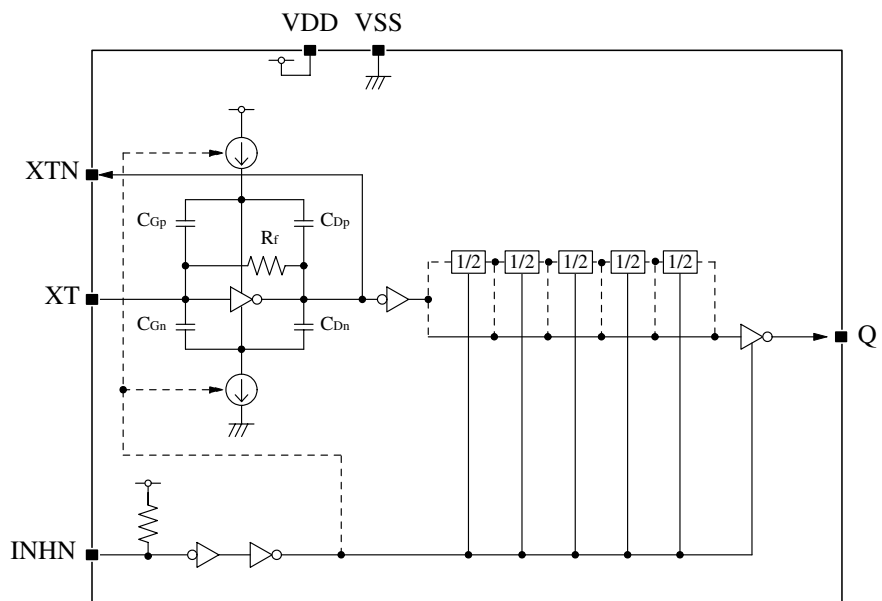 VDD VSS
XTN
CGp CDp
Rf
1/2 1/2 1/2 1/2 1/2
XT
CGn CDn
Q
INHN